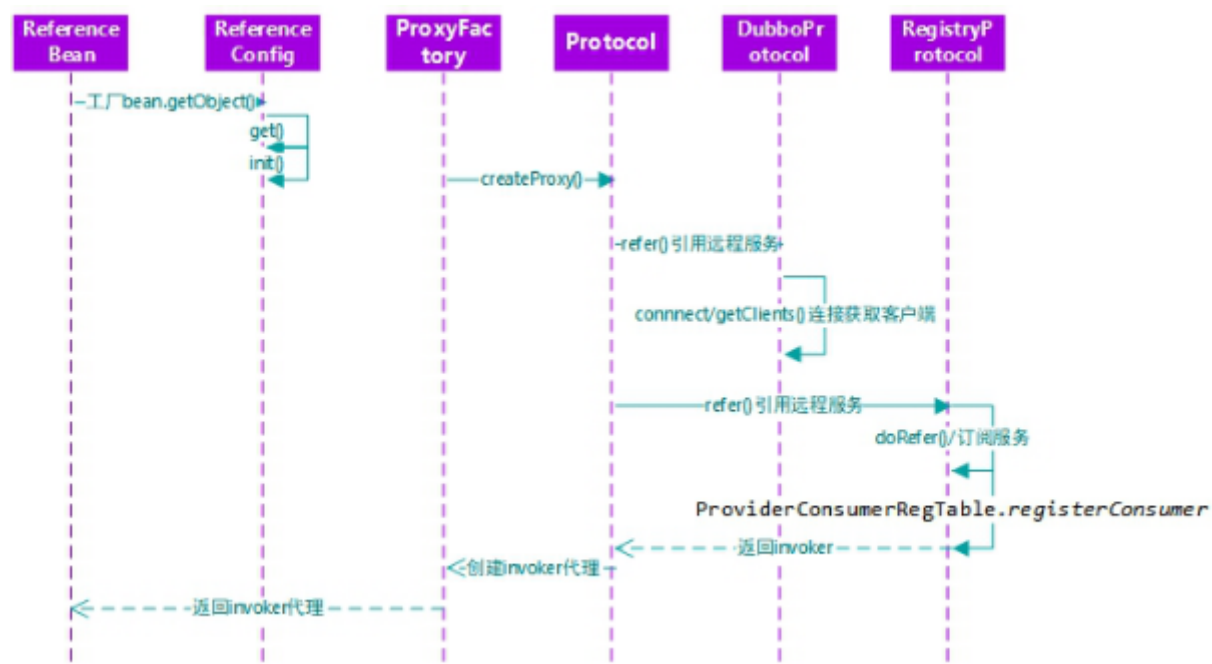 Reference
Bean
Reference
Config
ProxyFac
tory
Protocol
DubboPr
otocol
RegistryP
rotocol
工厂bean.getObject()
get()
init()
createProxy()
refer()引用远程服务
connnect/getClients()连接获取客户端
refer()引用远程服务
doRefer()/订阅服务
ProviderConsumerRegTable.registerConsumer
返回invoker
创建invoker代理
返回invoker代理